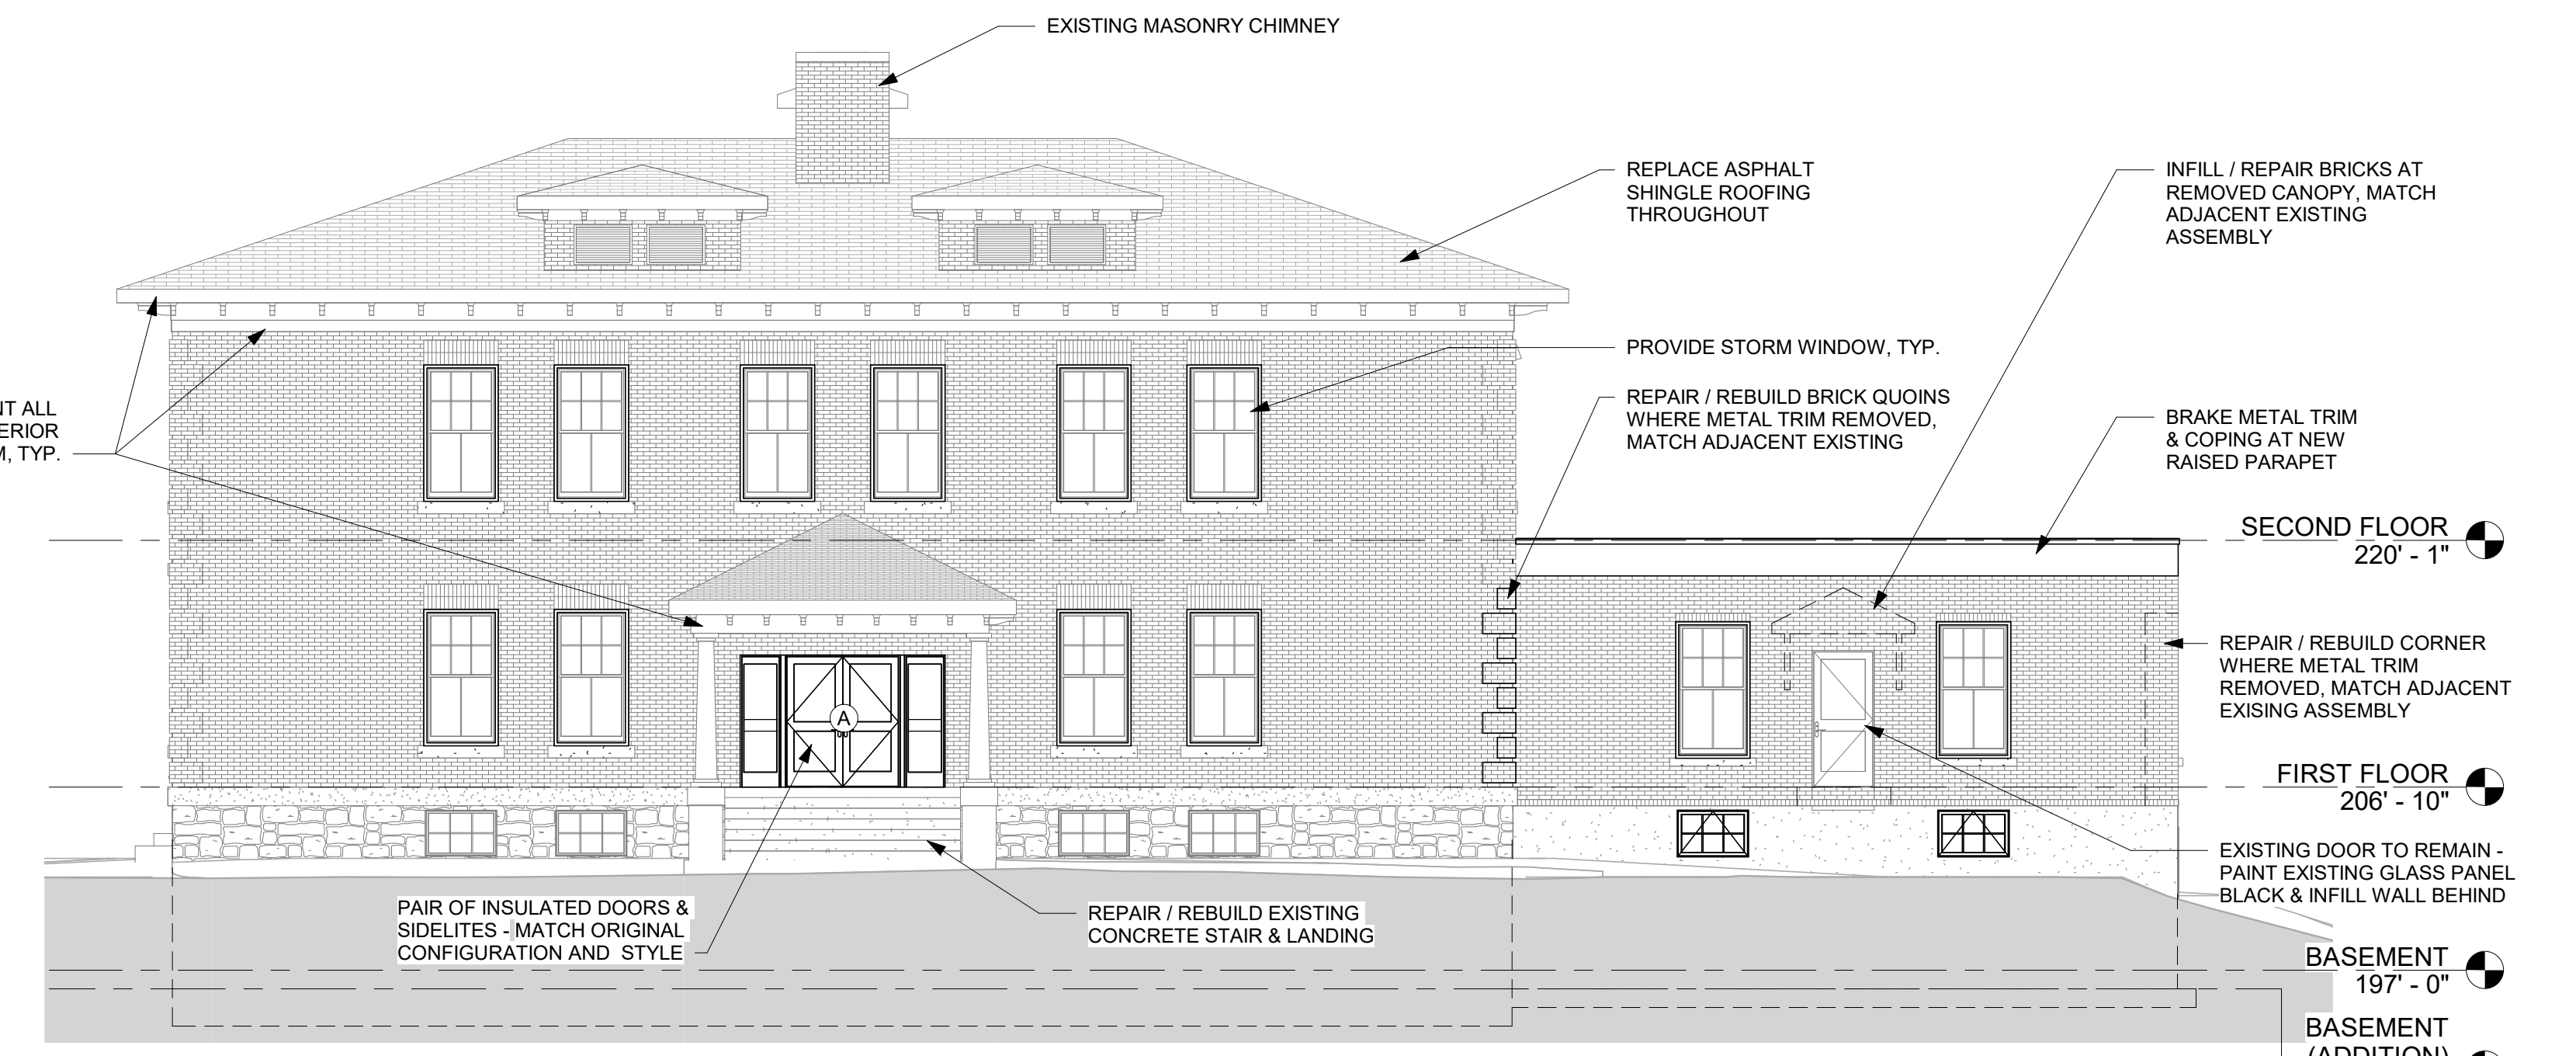 EXISTING MASONRY CHIMNEY
REPLACE ASPHALT
SHINGLE ROOFING
THROUGHOUT
INFILL / REPAIR BRICKS AT
REMOVED CANOPY, MATCH
ADJACENT EXISTING
ASSEMBLY
PROVIDE STORM WINDOW, TYP.
REPAIR / REBUILD BRICK QUOINS
WHERE METAL TRIM REMOVED,
MATCH ADJACENT EXISTING
NT ALL
ERIOR
M, TYP.
BRAKE METAL TRIM
& COPING AT NEW
RAISED PARAPET
SECOND FLOOR
220' - 1"
REPAIR / REBUILD CORNER
WHERE METAL TRIM
REMOVED, MATCH ADJACENT
EXISING ASSEMBLY
A
FIRST FLOOR
206' - 10"
EXISTING DOOR TO REMAIN -
PAINT EXISTING GLASS PANEL
BLACK & INFILL WALL BEHIND
PAIR OF INSULATED DOORS &
SIDELITES - MATCH ORIGINAL
CONFIGURATION AND STYLE
REPAIR / REBUILD EXISTING
CONCRETE STAIR & LANDING
BASEMENT
197' - 0"
BASEMENT
(ADDITION)